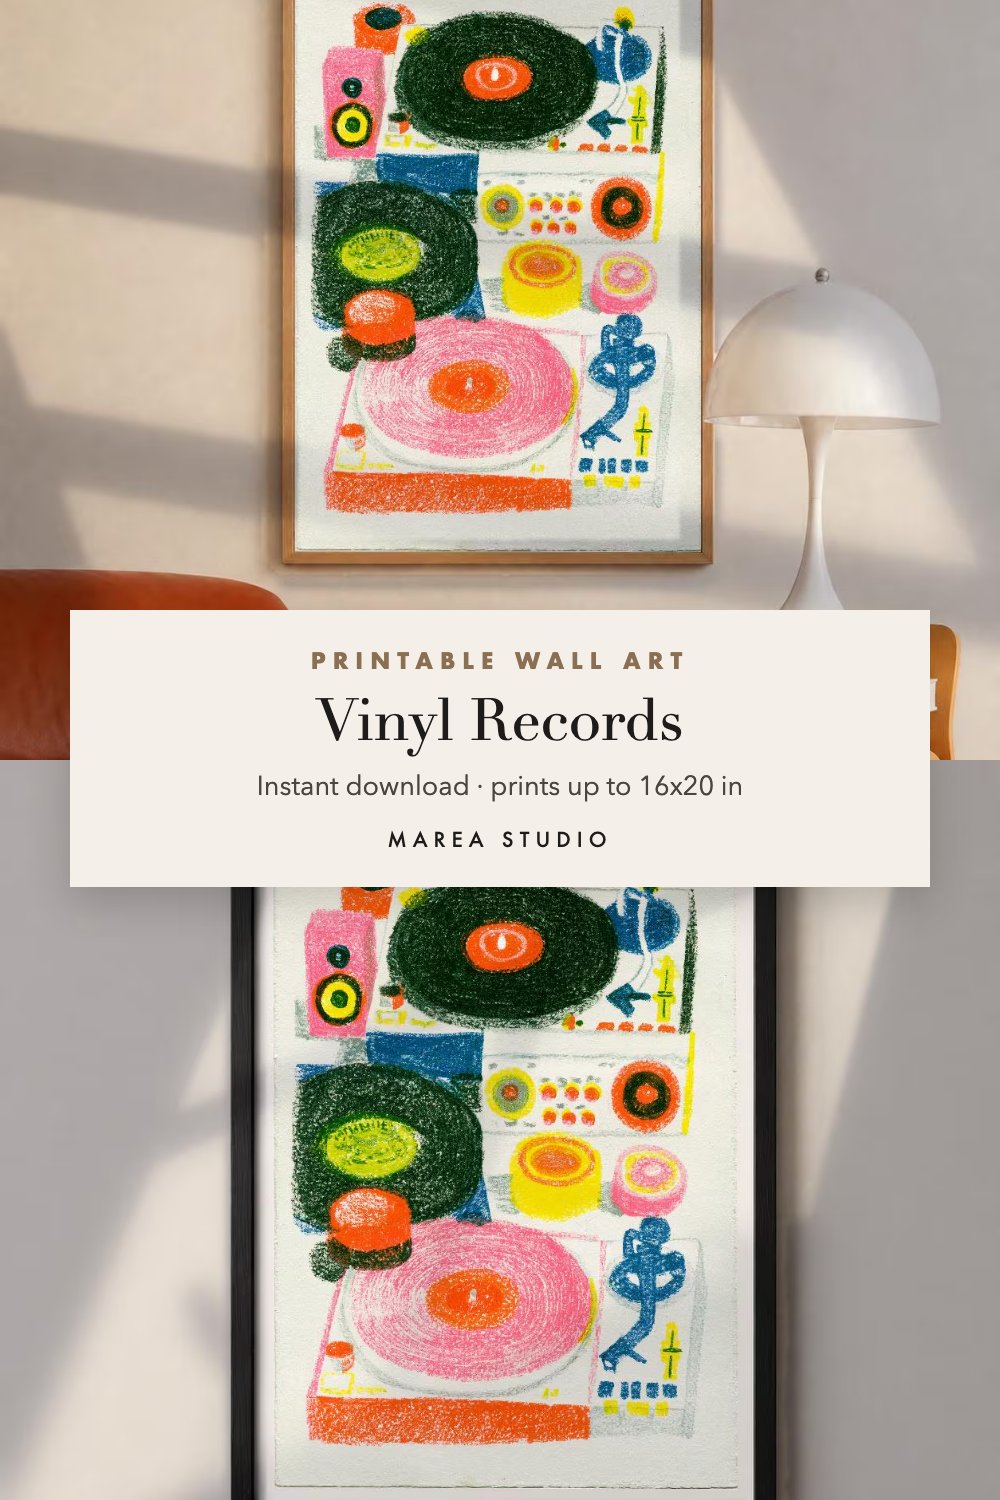 PRINTABLE WALL ART
Vinyl Records
Instant download · prints up to 16x20 in
MAREA STUDIO